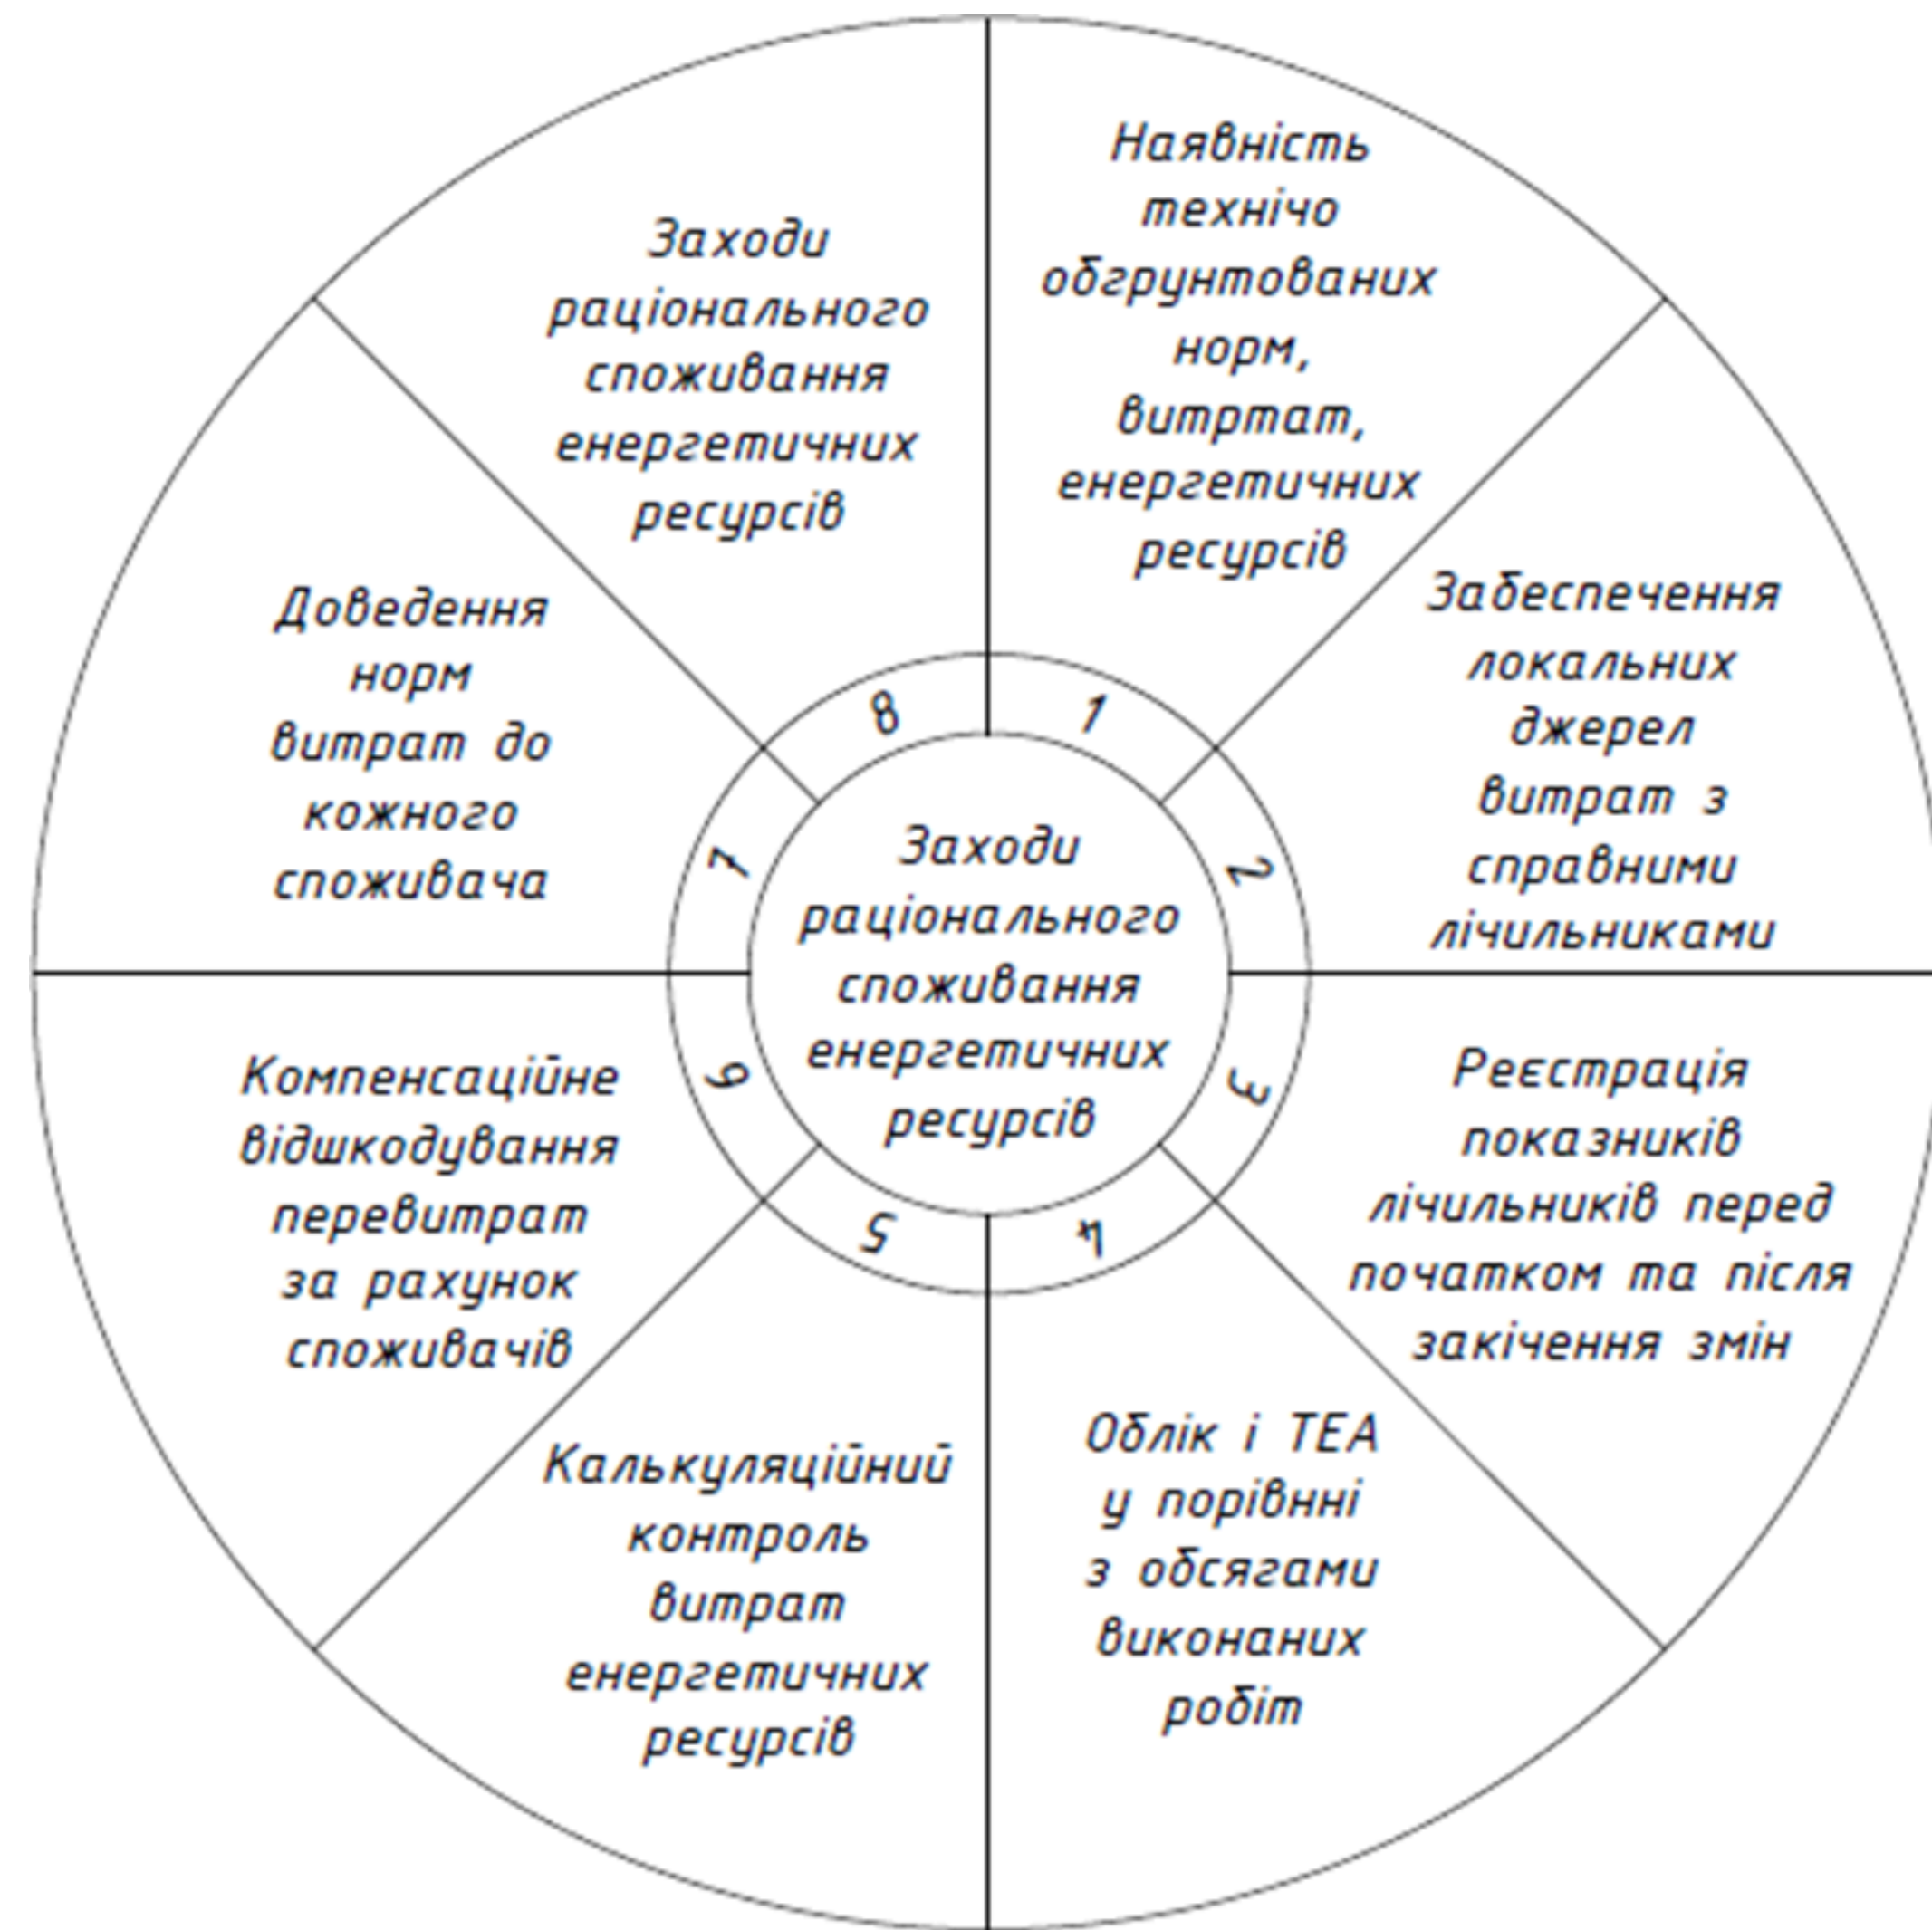 Наявність
технічо
обгрунтованих
норм,
витртат,
енергетичних
ресурсів
Забеспечення
локальних
джерел
витрат з
справними
лічильниками
Реєстрація
показників
лічильників перед
початком та після
закічення змін
Облік і ТЕА
у порівнні
з обсягами
виконаних
робіт
Калькуляційний
контроль
витрат
енергетичних
ресурсів
Компенсаційне
відшкодування
перевитрат
за рахунок
споживачів
Доведення
норм
витрат до
кожного
споживача
Заходи
раціонального
споживання
енергетичних
ресурсів
1
2
3
4
5
6
7
8
Заходи
раціонального
споживання
енергетичних
ресурсів